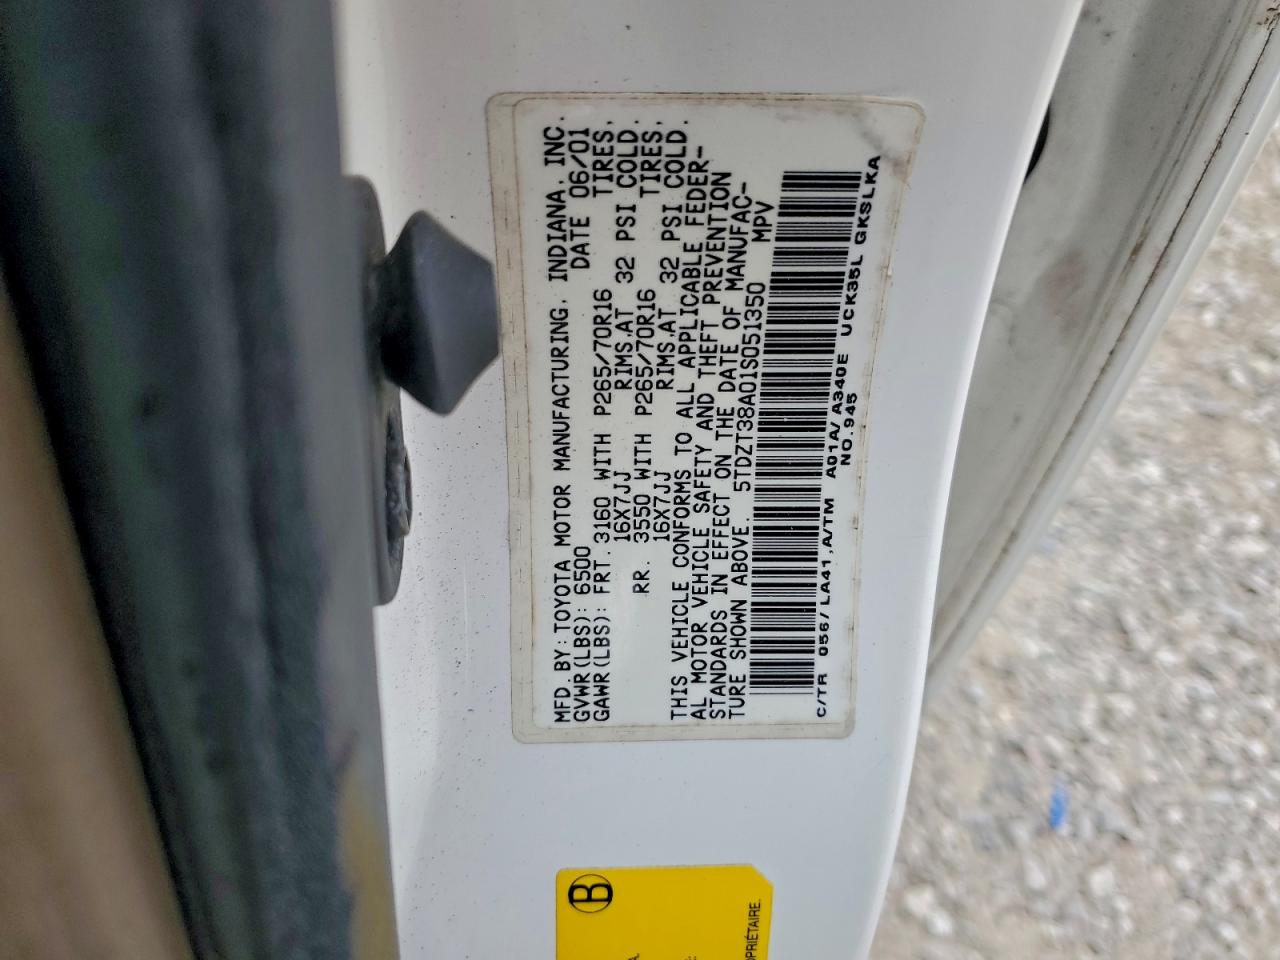 MFD. BY: TOYOTA MOTOR MANUFACTURING, INDIANA, INC.
GVWR(LBS): 6500 DATE 06/01
GAWR(LBS): FRT. 3160 WITH P265/70R16 TIRES,
16X7JJ RIMS,AT 32 PSI COLD.
RR. 3550 WITH P265/70R16 TIRES,
16X7JJ RIMS,AT 32 PSI COLD.
THIS VEHICLE CONFORMS TO ALL APPLICABLE FEDER-
AL MOTOR VEHICLE SAFETY AND THEFT PREVENTION
STANDARDS IN EFFECT ON THE DATE OF MANUFAC-
TURE SHOWN ABOVE. 5TDZT38A01S051350 MPV
C/TR 056/LA41,A/TM A01A/A340E UCK35L GKSLKA
NO.945
B
OPRIÉTAIRE.